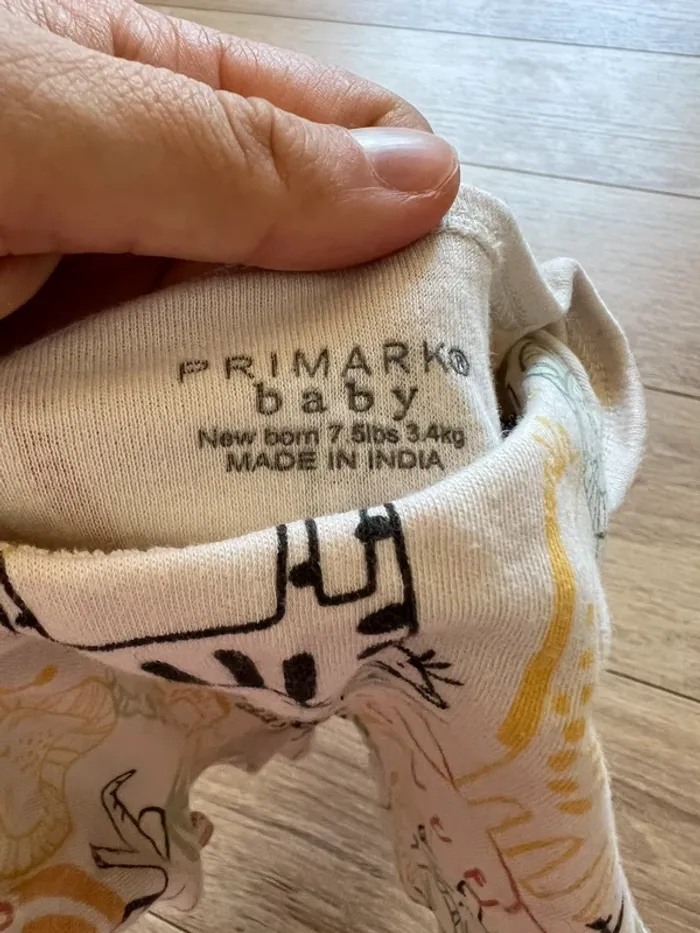 PRIMARK®
baby
New born 7.5lbs 3.4kg
MADE IN INDIA